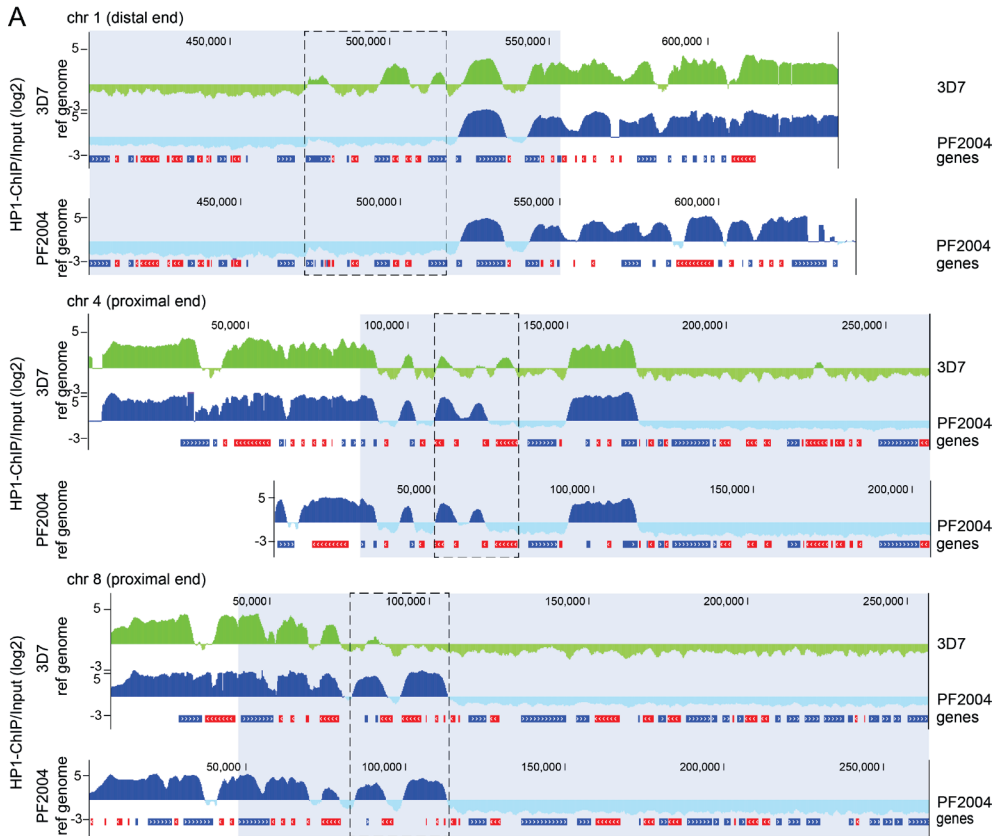 A
chr 1 (distal end)
HP1-ChIP/Input (log2)
3D7
ref genome
5
450,000
500,000
550,000
600,000
3D7
-3
5
PF2004
-3
genes
PF2004
ref genome
450,000
500,000
550,000
600,000
5
PF2004
-3
genes
chr 4 (proximal end)
HP1-ChIP/Input (log2)
3D7
ref genome
50,000
100,000
150,000
200,000
250,000
5
3D7
-3
5
PF2004
-3
genes
PF2004
ref genome
50,000
100,000
150,000
200,000
5
PF2004
-3
genes
chr 8 (proximal end)
HP1-ChIP/Input (log2)
3D7
ref genome
50,000
100,000
150,000
200,000
250,000
5
3D7
-3
5
PF2004
-3
genes
PF2004
ref genome
50,000
100,000
150,000
200,000
250,000
5
PF2004
-3
genes